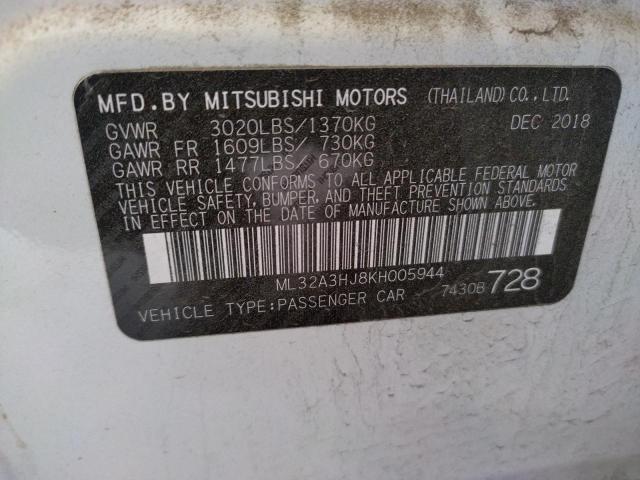 MFD. BY MITSUBISHI MOTORS (THAILAND) CO., LTD.
GVWR 3020LBS/1370KG DEC 2018
GAWR FR 1609LBS/ 730KG
GAWR RR 1477LBS/ 670KG
THIS VEHICLE CONFORMS TO ALL APPLICABLE FEDERAL MOTOR
VEHICLE SAFETY, BUMPER, AND THEFT PREVENTION STANDARDS
IN EFFECT ON THE DATE OF MANUFACTURE SHOWN ABOVE.
ML32A3HJ8KH005944
VEHICLE TYPE:PASSENGER CAR 7430B 728